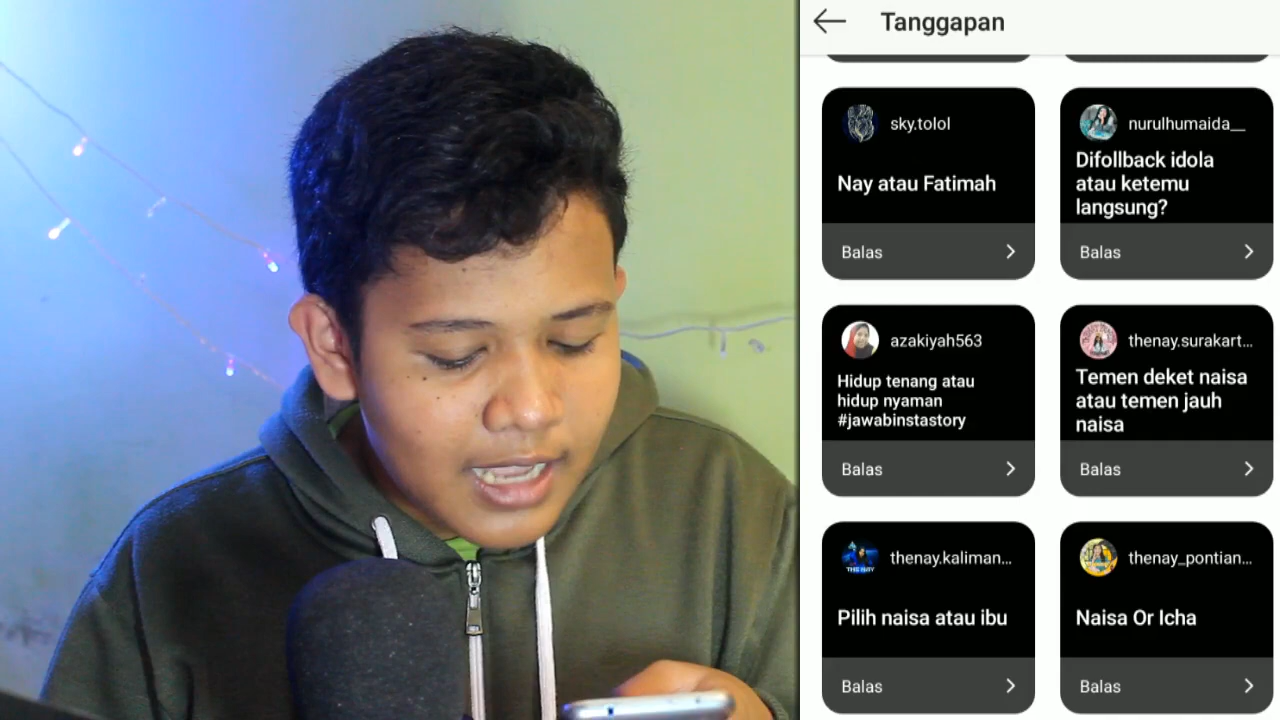 Tanggapan
sky.tolol
Nay atau Fatimah
Balas
nurulhumaida__
Difollback idola
atau ketemu
langsung?
Balas
azakiyah563
Hidup tenang atau
hidup nyaman
#jawabinstastory
Balas
thenay.surakart...
Temen deket naisa
atau temen jauh
naisa
Balas
thenay.kaliman...
Pilih naisa atau ibu
Balas
thenay_pontian...
Naisa Or Icha
Balas